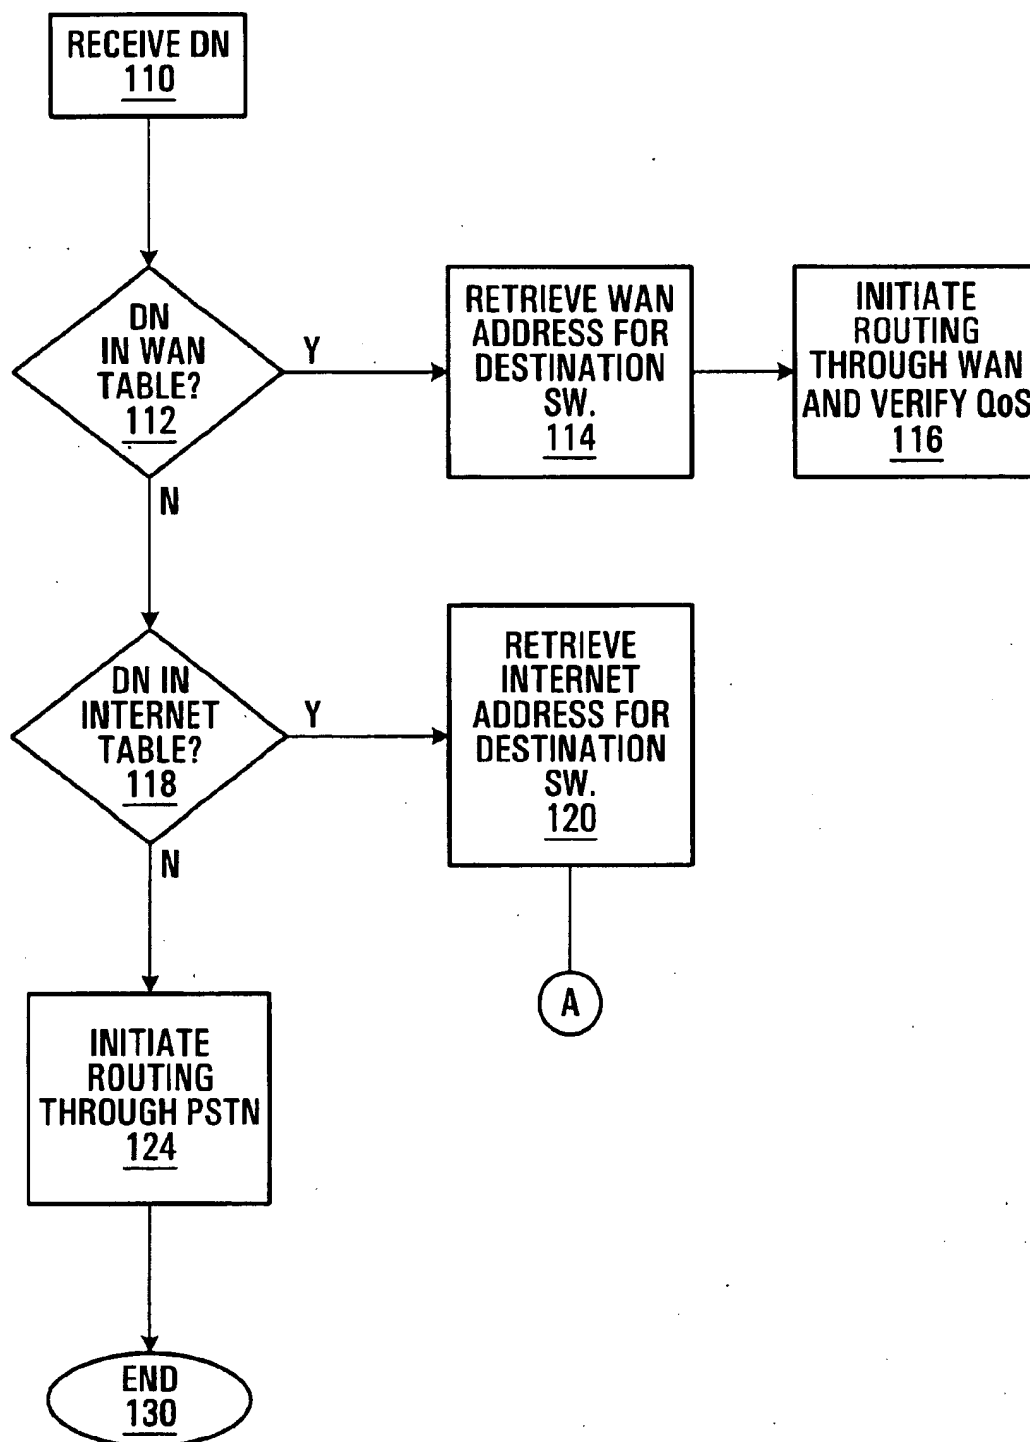 RECEIVE DN
110
DN
IN WAN
TABLE?
112
Y
RETRIEVE WAN
ADDRESS FOR
DESTINATION
SW.
114
INITIATE
ROUTING
THROUGH WAN
AND VERIFY QoS
116
N
DN IN
INTERNET
TABLE?
118
Y
RETRIEVE
INTERNET
ADDRESS FOR
DESTINATION
SW.
120
N
A
INITIATE
ROUTING
THROUGH PSTN
124
END
130